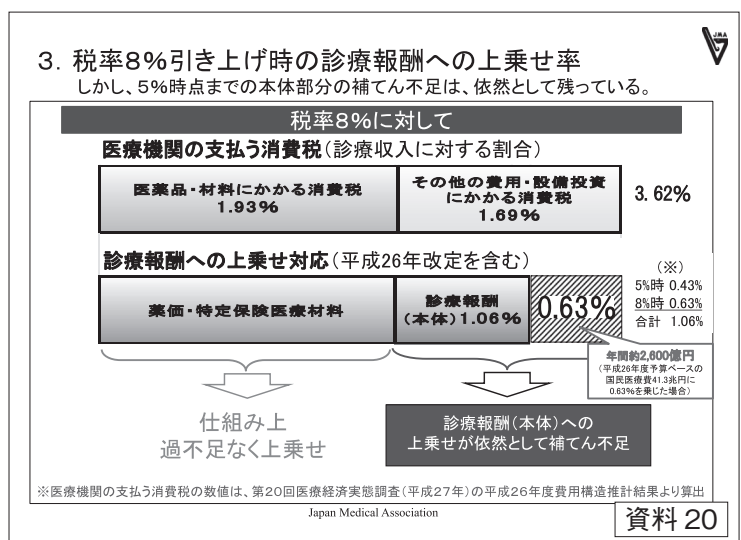 JMA
3. 税率8%引き上げ時の診療報酬への上乗せ率
しかし、5%時点までの本体部分の補てん不足は、依然として残っている。
税率8%に対して
医療機関の支払う消費税(診療収入に対する割合)
医薬品・材料にかかる消費税
1.93%
その他の費用・設備投資
にかかる消費税
1.69%
3.62%
診療報酬への上乗せ対応(平成26年改定を含む)
薬価・特定保険医療材料
診療報酬
(本体)1.06%
0.63%
(※)
5%時 0.43%
8%時 0.63%
合計 1.06%
年間約2,600億円
(平成26年度予算ベースの
国民医療費41.3兆円に
0.63%を乗じた場合)
仕組み上
過不足なく上乗せ
診療報酬(本体)への
上乗せが依然として補てん不足
※医療機関の支払う消費税の数値は、第20回医療経済実態調査(平成27年)の平成26年度費用構造推計結果より算出
Japan Medical Association
資料 20